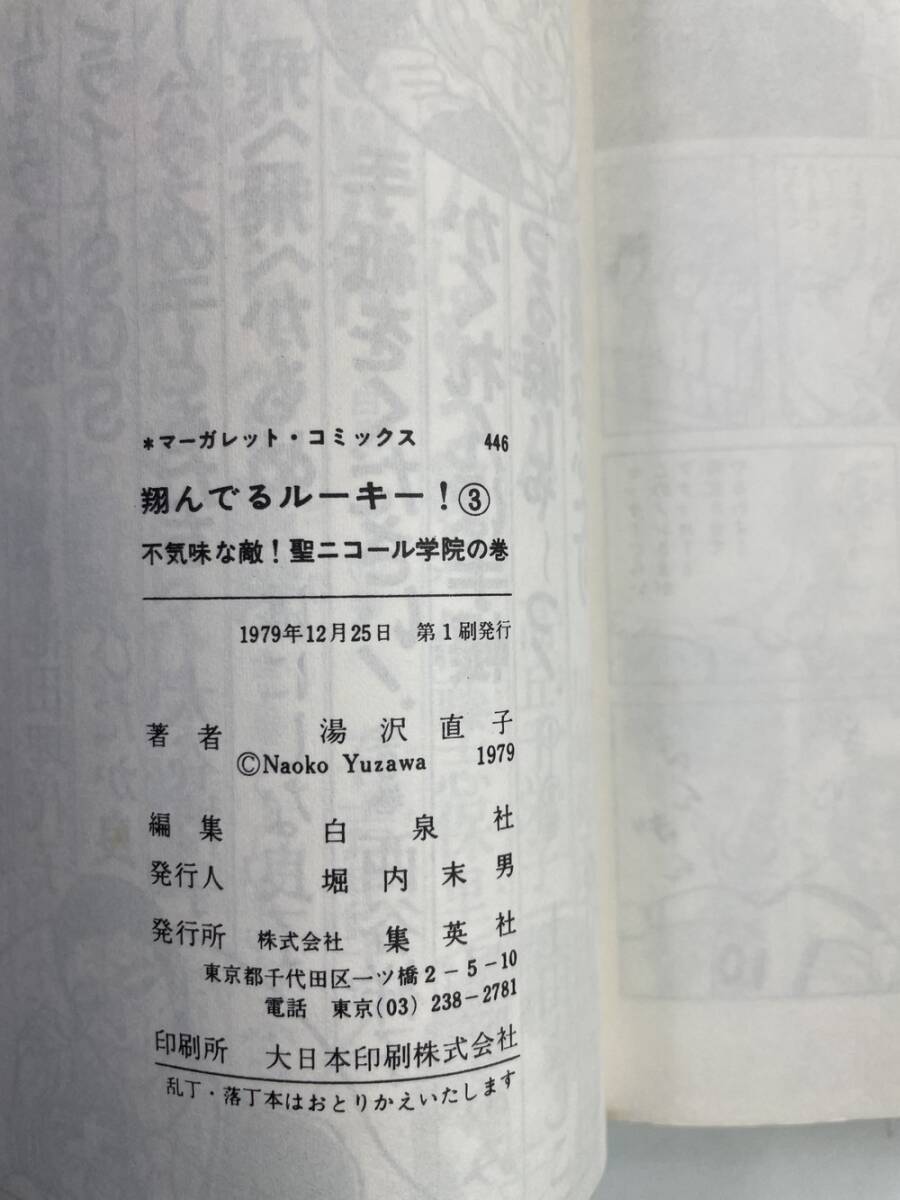 *マーガレット・コミックス 446
翔んでるルーキー!③
不気味な敵!聖ニコール学院の巻
1979年12月25日 第1刷発行
著者 湯沢直子
©Naoko Yuzawa 1979
編集 白泉社
発行人 堀内末男
発行所 株式会社 集英社
東京都千代田区一ツ橋2-5-10
電話 東京(03)238-2781
印刷所 大日本印刷株式会社
乱丁・落丁本はおとりかえいたします